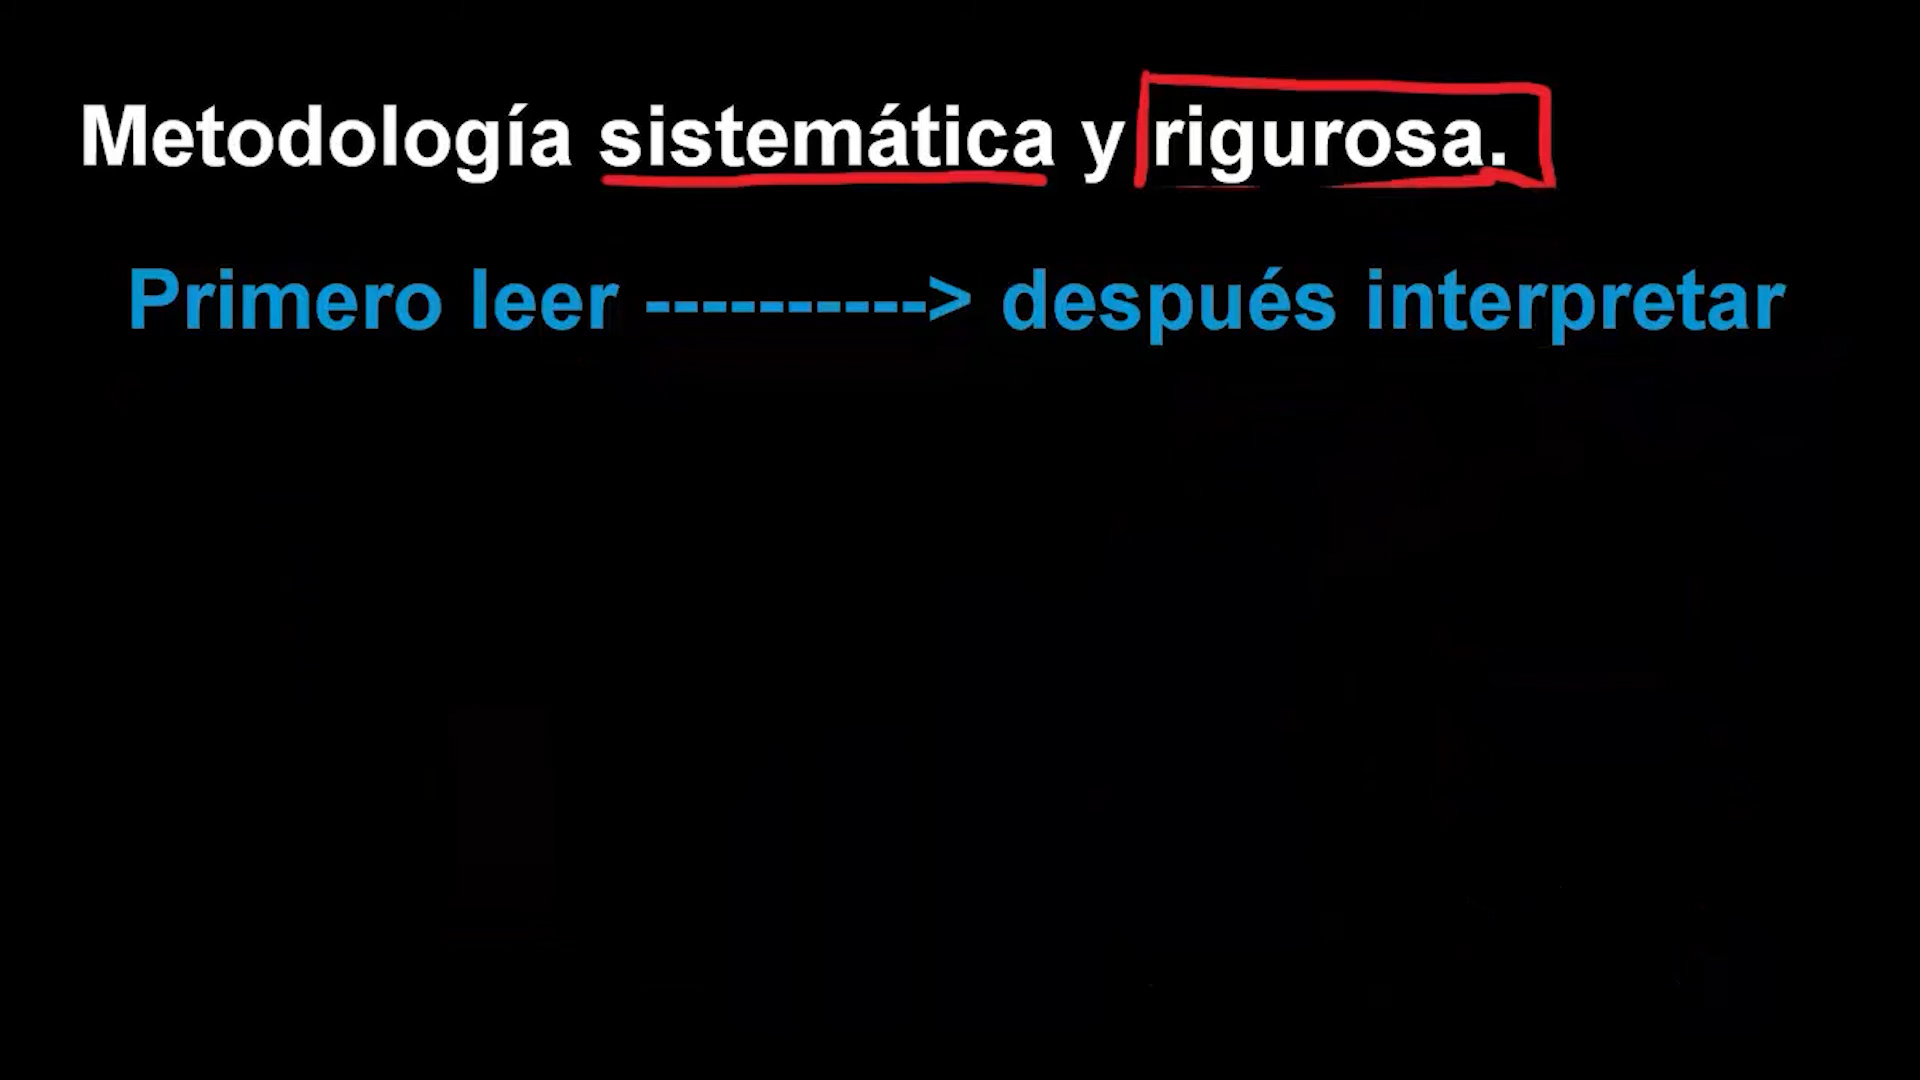 Metodología sistemática y rigurosa.
Primero leer ----------> después interpretar